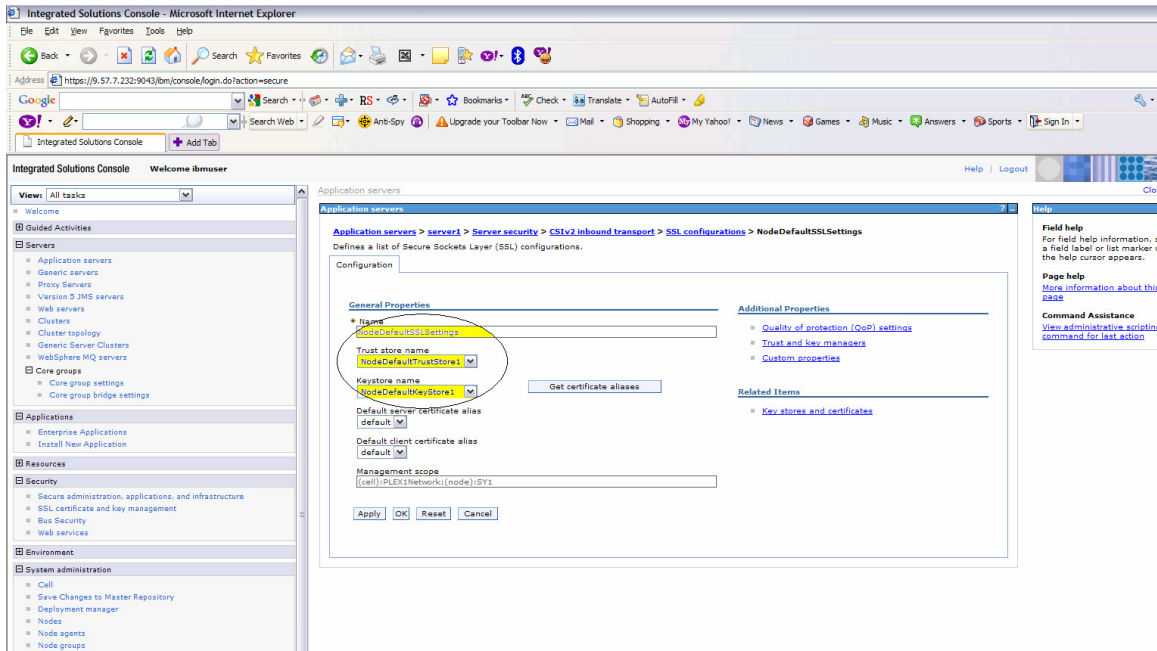 Integrated Solutions Console - Microsoft Internet Explorer
File Edit View Favorites Tools Help
Back Search Favorites
Address https://9.57.7.232:9043/ibm/console/login.do?action=secure
Google Search RS Bookmarks Check Translate AutoFill
Search Web Anti-Spy Upgrade your Toolbar Now Mail Shopping My Yahoo! News Games Music Answers Sports Sign In
Integrated Solutions Console Add Tab
Integrated Solutions Console Welcome ibmuser Help | Logout
View: All tasks
Welcome
Guided Activities
Servers
Application servers
Generic servers
Proxy Servers
Version 5 JMS servers
Web servers
Clusters
Cluster topology
Generic Server Clusters
WebSphere MQ servers
Core groups
Core group settings
Core group bridge settings
Applications
Enterprise Applications
Install New Application
Resources
Security
Secure administration, applications, and infrastructure
SSL certificate and key management
Bus Security
Web services
Environment
System administration
Cell
Save Changes to Master Repository
Deployment manager
Nodes
Node agents
Node groups
Application servers Clo
Application servers ? -
Application servers > server1 > Server security > CSIv2 inbound transport > SSL configurations > NodeDefaultSSLSettings
Defines a list of Secure Sockets Layer (SSL) configurations.
Configuration
General Properties
* Name
NodeDefaultSSLSettings
Trust store name
NodeDefaultTrustStore1
Keystore name
NodeDefaultKeyStore1 Get certificate aliases
Default server certificate alias
default
Default client certificate alias
default
Management scope
(cell):PLEX1Network:(node):SY1
Apply OK Reset Cancel
Additional Properties
Quality of protection (QoP) settings
Trust and key managers
Custom properties
Related Items
Key stores and certificates
Help
Field help
For field help information, s
a field label or list marker
the help cursor appears.
Page help
More information about this
page
Command Assistance
View administrative scripting
command for last action